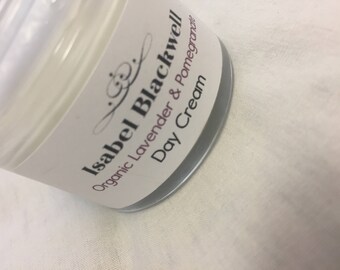 Isabel Blackwell
Organic Lavender & Pomegranate
Day Cream